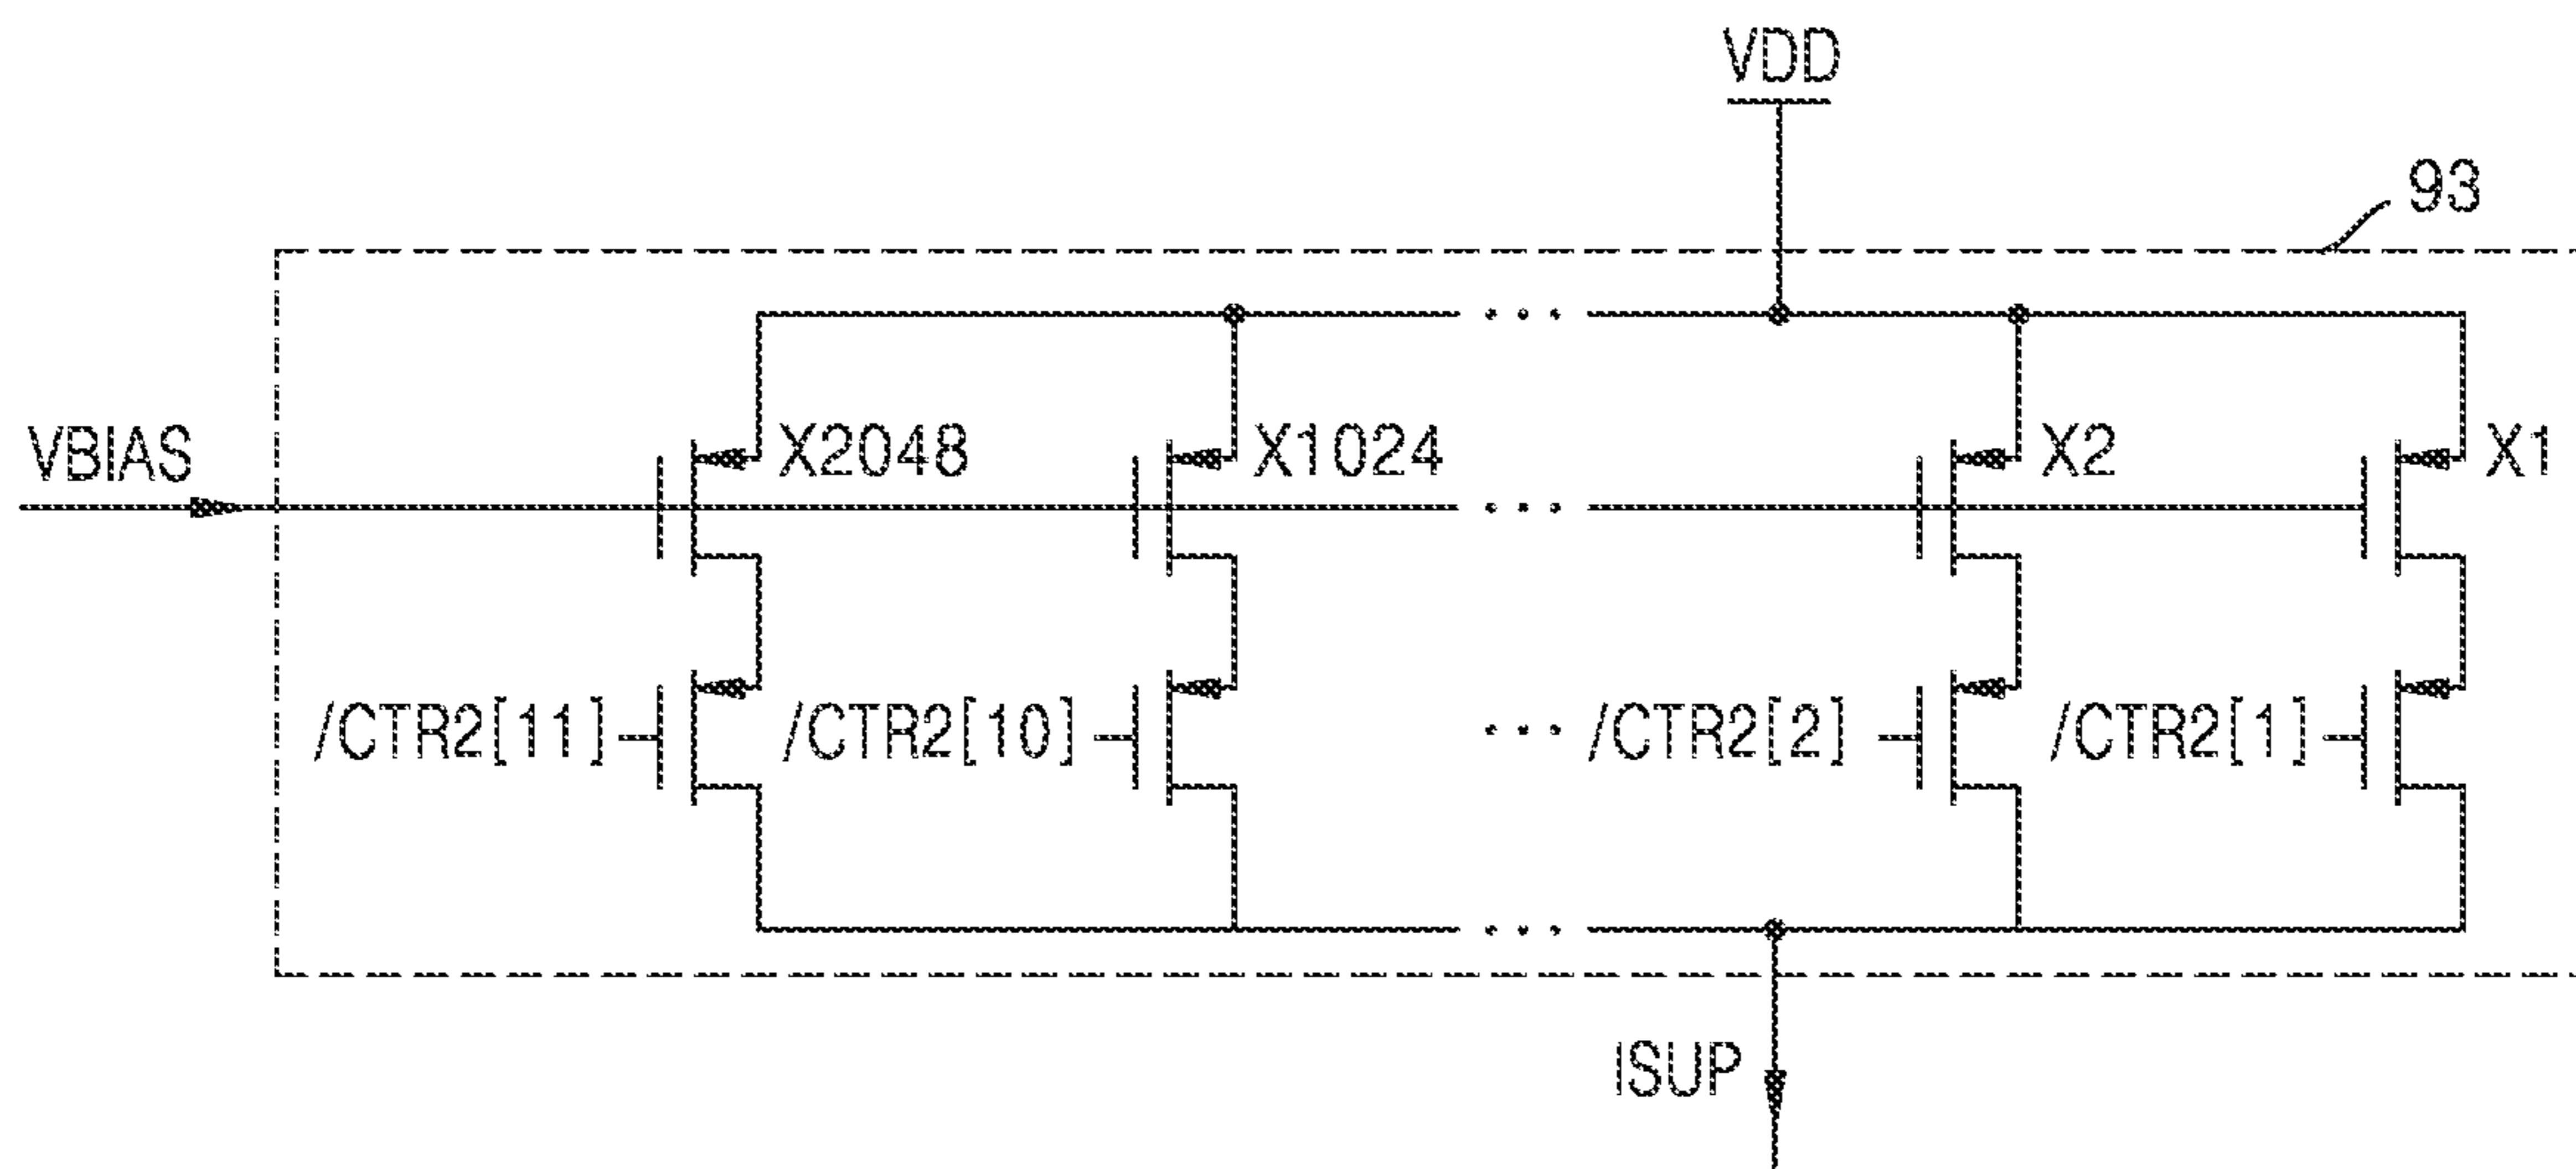 VDD
93
VBIAS
X2048
X1024
X2
X1
/CTR2[11]
/CTR2[10]
/CTR2[2]
/CTR2[1]
ISUP